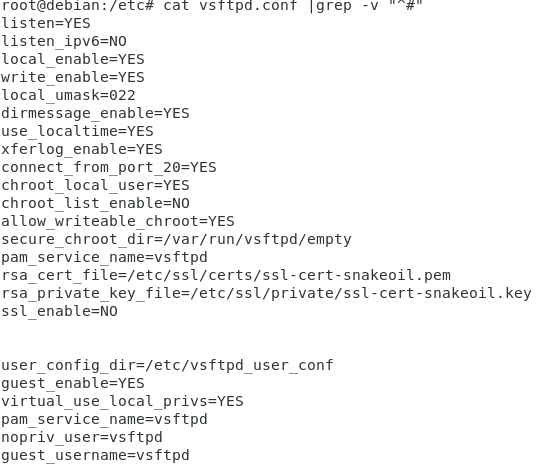 root@debian:/etc# cat vsftpd.conf |grep -v "^#"
listen=YES
listen_ipv6=NO
local_enable=YES
write_enable=YES
local_umask=022
dirmessage_enable=YES
use_localtime=YES
xferlog_enable=YES
connect_from_port_20=YES
chroot_local_user=YES
chroot_list_enable=NO
allow_writeable_chroot=YES
secure_chroot_dir=/var/run/vsftpd/empty
pam_service_name=vsftpd
rsa_cert_file=/etc/ssl/certs/ssl-cert-snakeoil.pem
rsa_private_key_file=/etc/ssl/private/ssl-cert-snakeoil.key
ssl_enable=NO
user_config_dir=/etc/vsftpd_user_conf
guest_enable=YES
virtual_use_local_privs=YES
pam_service_name=vsftpd
nopriv_user=vsftpd
guest_username=vsftpd